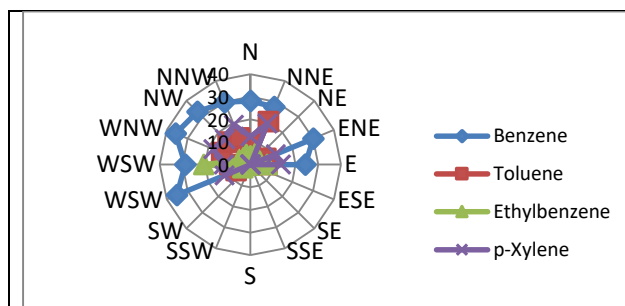 N
NNW
40
NNE
NW
30
NE
WNW
20
ENE
10
WSW
0
E
WSW
ESE
SW
SE
SSW
SSE
S
Benzene
Toluene
Ethylbenzene
p-Xylene